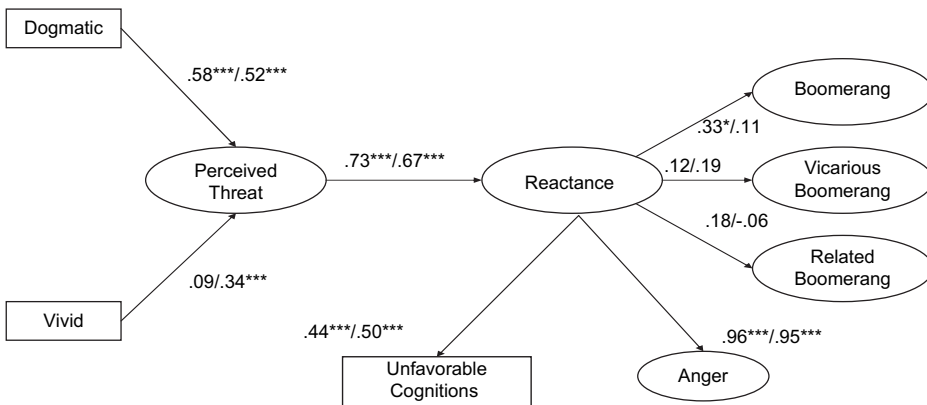 Dogmatic
.58***/.52***
Boomerang
.33*/.11
.73***/.67***
.12/.19
Perceived
Threat
Reactance
Vicarious
Boomerang
.18/-.06
Related
Boomerang
.09/.34***
Vivid
.44***/.50***
.96***/.95***
Unfavorable
Cognitions
Anger